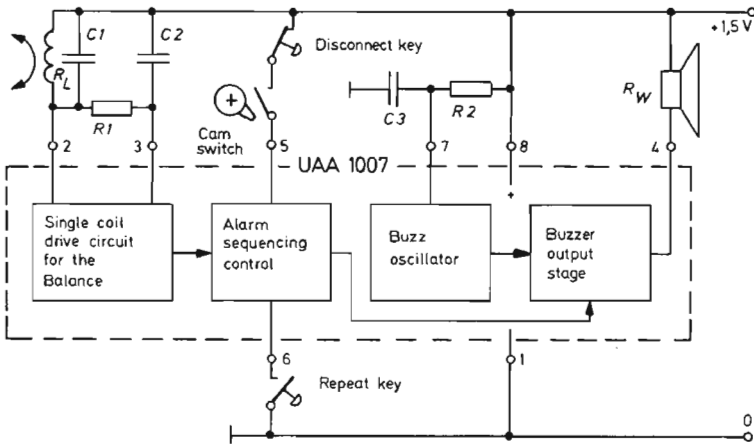 C1
C2
+1,5 V
Disconnect key
R_L
R1
C3
R2
R_W
Cam
switch
2
3
5
7
8
4
UAA 1007
Single coil
drive circuit
for the
Balance
Alarm
sequencing
control
Buzz
oscillator
+
Buzzer
output
stage
6
1
Repeat key
0